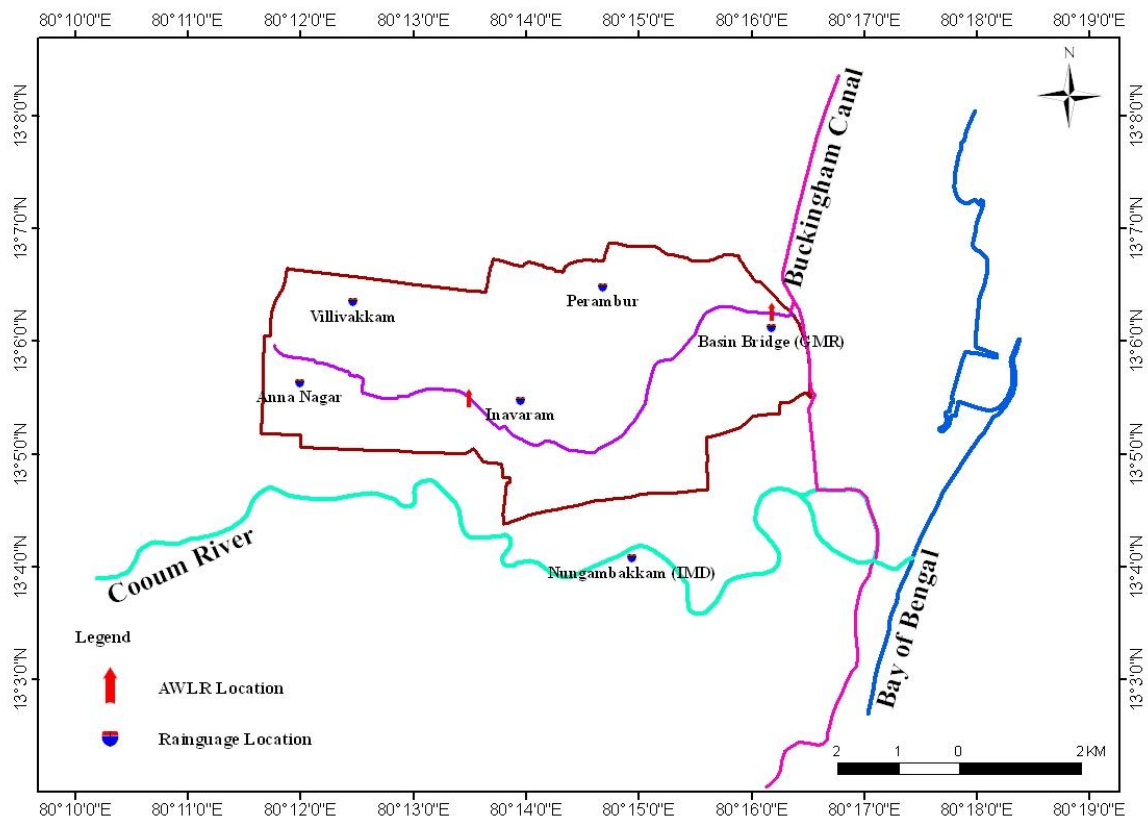 80°10'0"E 80°11'0"E 80°12'0"E 80°13'0"E 80°14'0"E 80°15'0"E 80°16'0"E 80°17'0"E 80°18'0"E 80°19'0"E
N
13°8'0"N
13°8'0"N
Buckingham Canal
13°7'0"N
13°7'0"N
Perambur
Villivakkam
13°6'0"N
Basin Bridge (GMR)
13°6'0"N
Anna Nagar
Inavaram
13°5'0"N
13°5'0"N
Cooum River
13°4'0"N
Nungambakkam (IMD)
13°4'0"N
Bay of Bengal
Legend
13°3'0"N
AWLR Location
13°3'0"N
Rainguage Location
2 1 0 2 KM
80°10'0"E 80°11'0"E 80°12'0"E 80°13'0"E 80°14'0"E 80°15'0"E 80°16'0"E 80°17'0"E 80°18'0"E 80°19'0"E